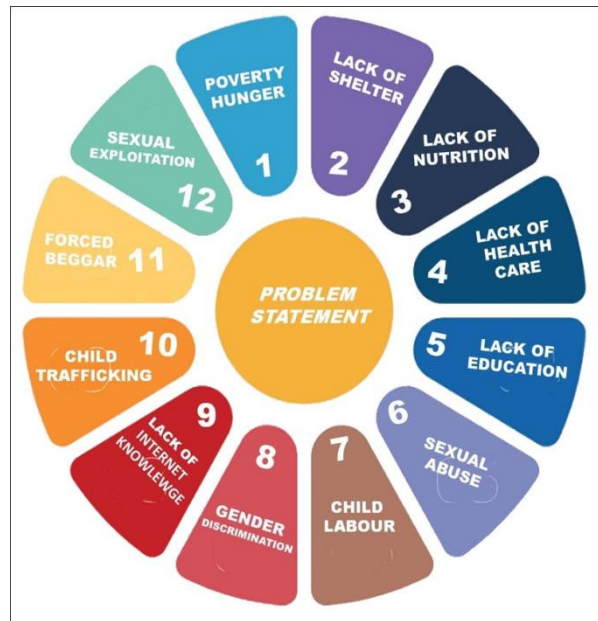 POVERTY
HUNGER
1
LACK OF
SHELTER
2
LACK OF
NUTRITION
3
LACK OF
HEALTH
CARE
4
LACK OF
EDUCATION
5
SEXUAL
ABUSE
6
CHILD
LABOUR
7
GENDER
DISCRIMINATION
8
LACK OF
INTERNET
KNOWLEWGE
9
CHILD
TRAFFICKING
10
FORCED
BEGGAR
11
SEXUAL
EXPLOITATION
12
PROBLEM
STATEMENT